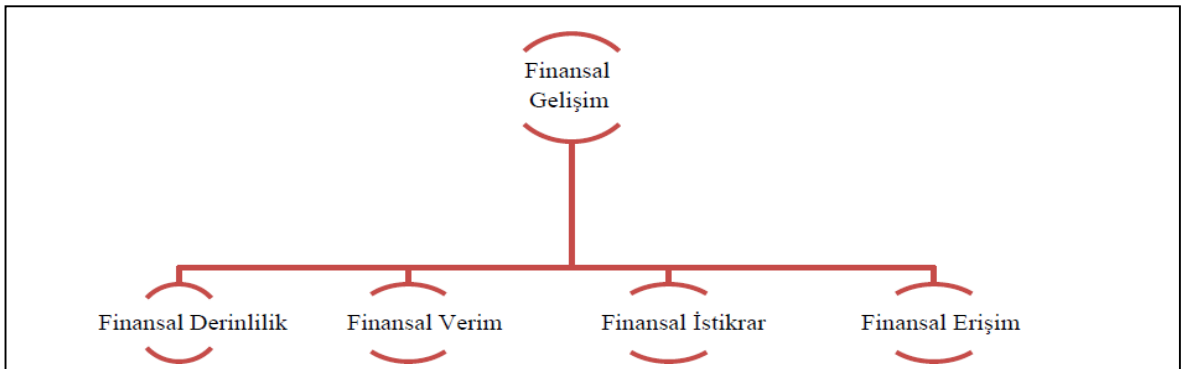 Finansal
Gelişim
Finansal Derinlilik
Finansal Verim
Finansal İstikrar
Finansal Erişim